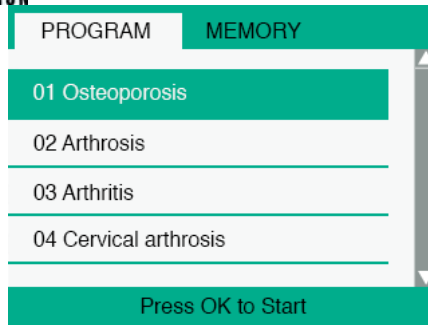 PROGRAM MEMORY
01 Osteoporosis
02 Arthrosis
03 Arthritis
04 Cervical arthrosis
Press OK to Start